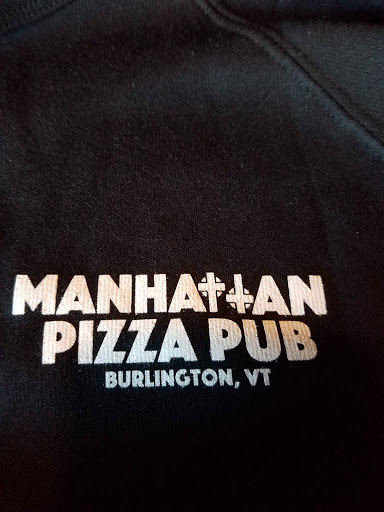 MANHATTAN
PIZZA PUB
BURLINGTON, VT